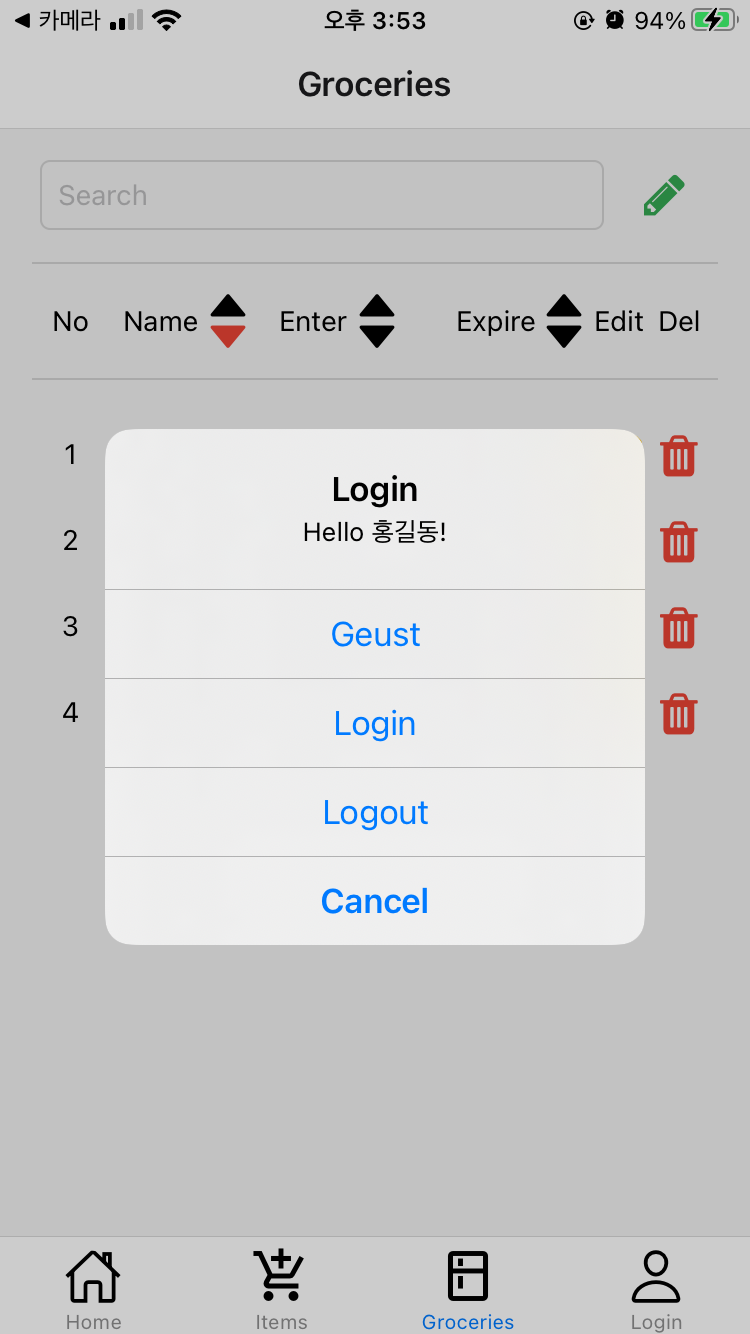 카메라 오후 3:53 94%
Groceries
Search
No Name Enter Expire Edit Del
1
2
3
4
Login
Hello 홍길동!
Geust
Login
Logout
Cancel
Home Items Groceries Login